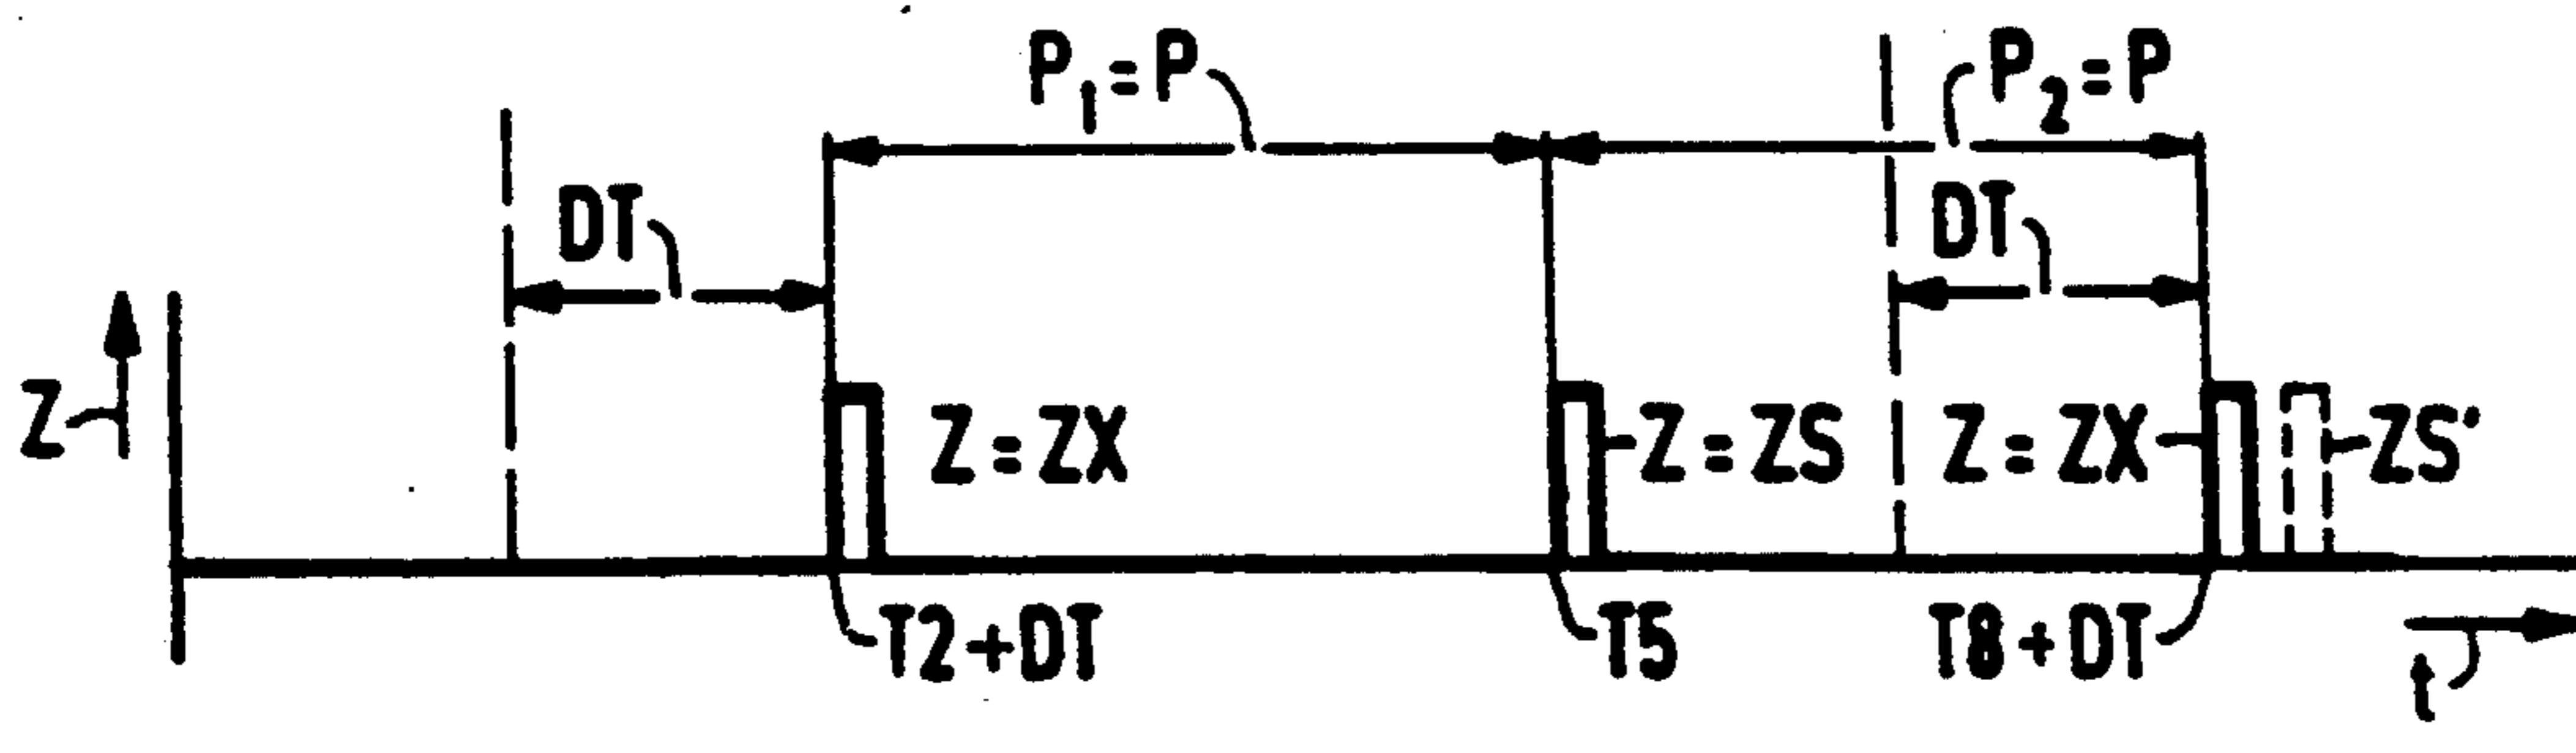 P₁=P
P₂=P
DT
DT
Z
Z=ZX
Z=ZS
Z=ZX
ZS'
T2+DT
T5
T8+DT
t